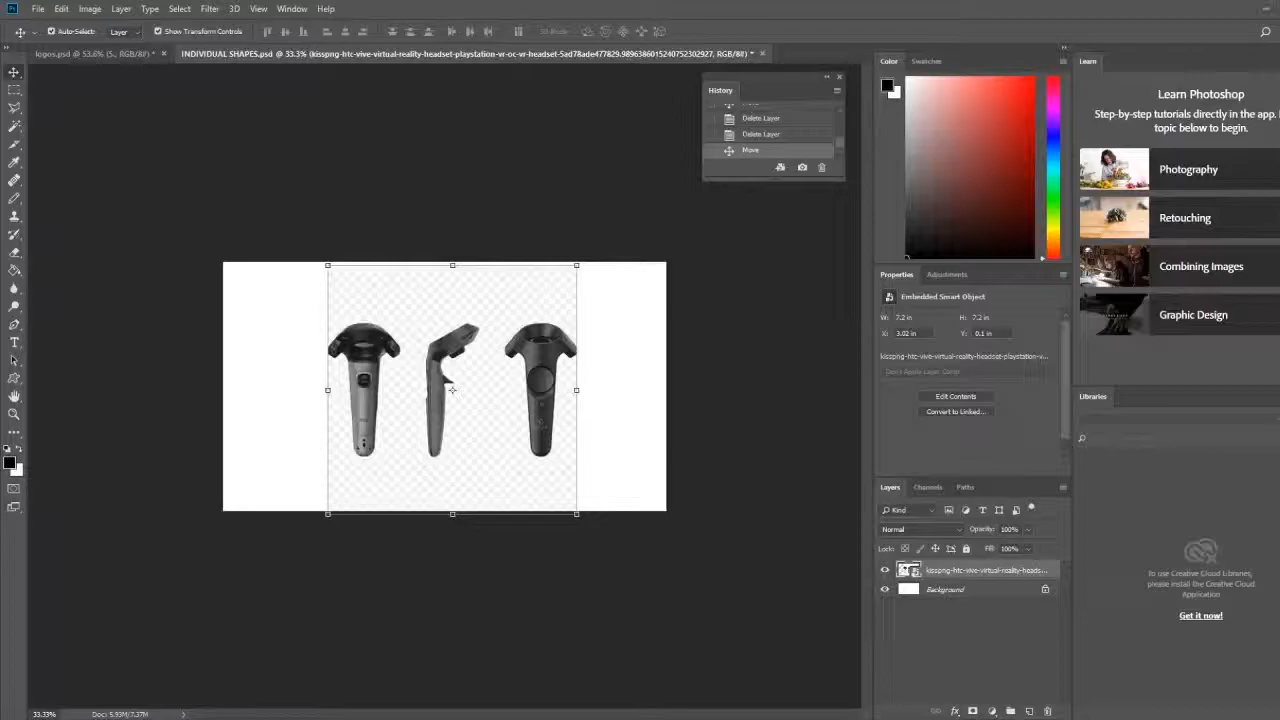 File Edit Image Layer Type Select Filter 3D View Window Help
Auto-Select: Layer Show Transform Controls 3D Mode:
logos.psd @ 53.6% (5., RGB/8#) * ×
INDIVIDUAL SHAPES.psd @ 33.3% (kisspng-htc-vive-virtual-reality-headset-playstation-vr-oc-vr-headset-5ad78ade477829.9896386015240752302927, RGB/8#) * ×
History
Delete Layer
Delete Layer
Move
Color Swatches
Learn
Learn Photoshop
Step-by-step tutorials directly in the app.
topic below to begin.
Photography
Retouching
Combining Images
Graphic Design
Properties Adjustments
Embedded Smart Object
W: 7.2 in H: 7.2 in
X: 3.02 in Y: 0.1 in
kisspng-htc-vive-virtual-reality-headset-playstation-v...
Don't Apply Layer Comp
Edit Contents
Convert to Linked...
Libraries
To use Creative Cloud Libraries,
please install the Creative Cloud
Application
Get it now!
Layers Channels Paths
Kind
Normal Opacity: 100%
Lock: Fill: 100%
kisspng-htc-vive-virtual-reality-heads...
Background
33.33% Doc: 5.93M/7.37M